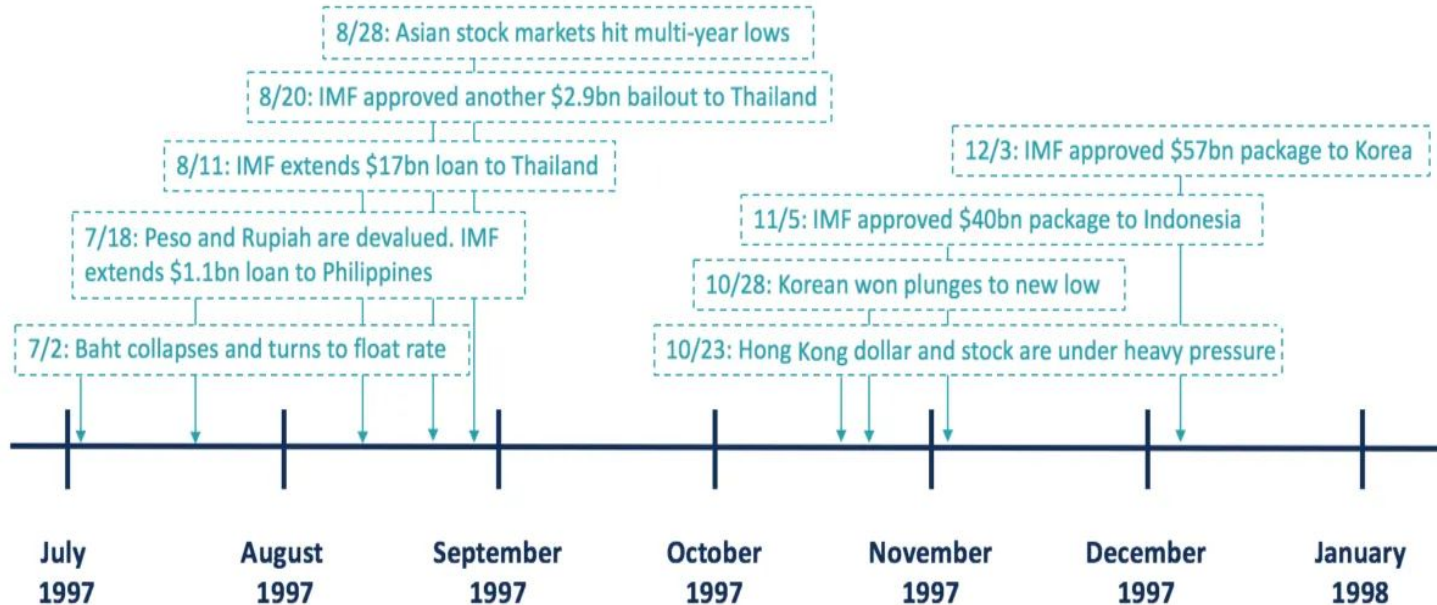 8/28: Asian stock markets hit multi-year lows
8/20: IMF approved another $2.9bn bailout to Thailand
8/11: IMF extends $17bn loan to Thailand
7/18: Peso and Rupiah are devalued. IMF
extends $1.1bn loan to Philippines
7/2: Baht collapses and turns to float rate
12/3: IMF approved $57bn package to Korea
11/5: IMF approved $40bn package to Indonesia
10/28: Korean won plunges to new low
10/23: Hong Kong dollar and stock are under heavy pressure
July
1997
August
1997
September
1997
October
1997
November
1997
December
1997
January
1998